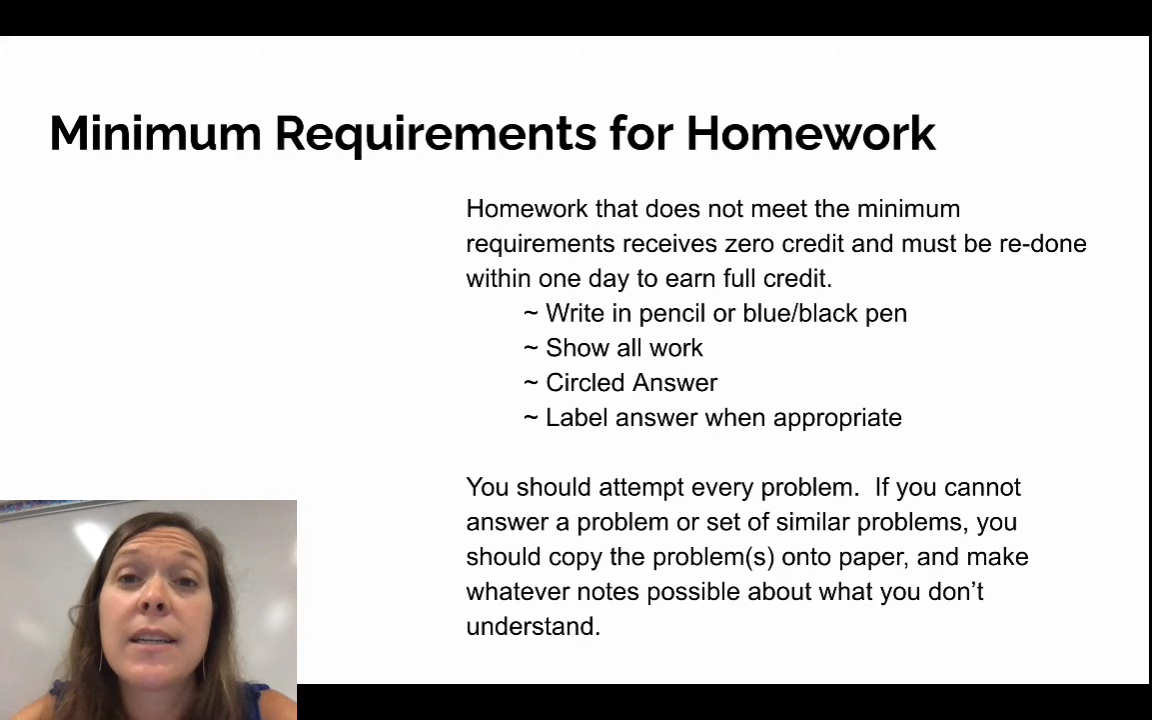 Minimum Requirements for Homework
Homework that does not meet the minimum
requirements receives zero credit and must be re-done
within one day to earn full credit.
~ Write in pencil or blue/black pen
~ Show all work
~ Circled Answer
~ Label answer when appropriate
You should attempt every problem.  If you cannot
answer a problem or set of similar problems, you
should copy the problem(s) onto paper, and make
whatever notes possible about what you don’t
understand.